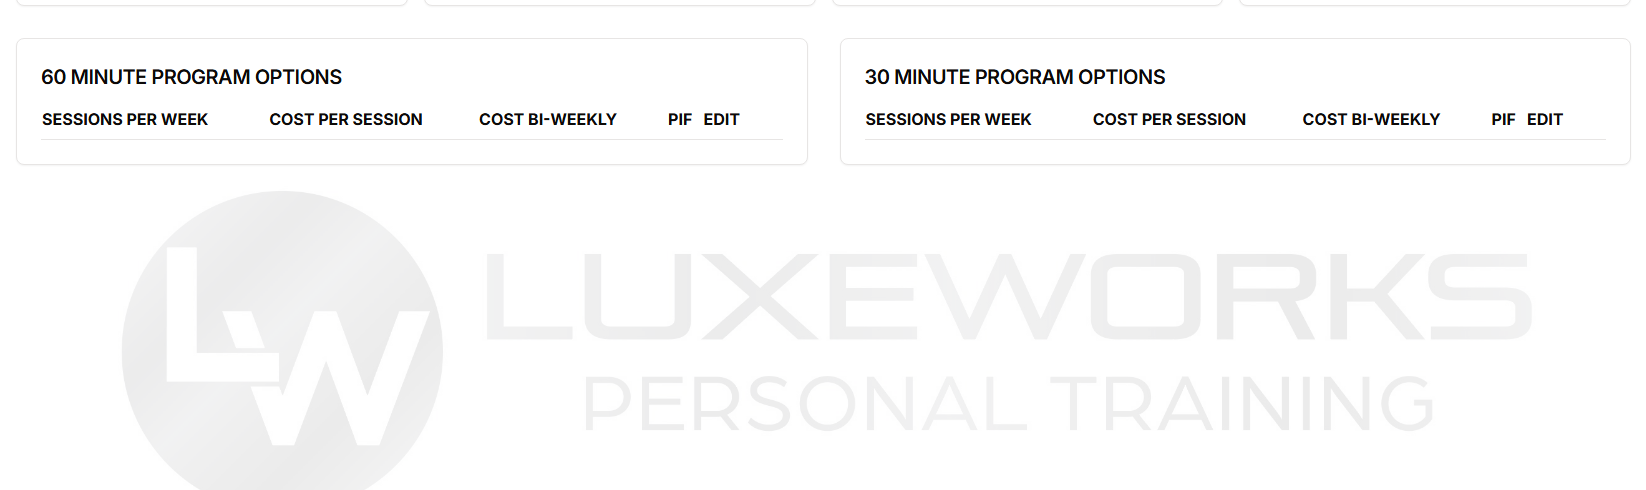 60 MINUTE PROGRAM OPTIONS
SESSIONS PER WEEK COST PER SESSION COST BI-WEEKLY PIF EDIT
30 MINUTE PROGRAM OPTIONS
SESSIONS PER WEEK COST PER SESSION COST BI-WEEKLY PIF EDIT
LW
LUXEWORKS
PERSONAL TRAINING